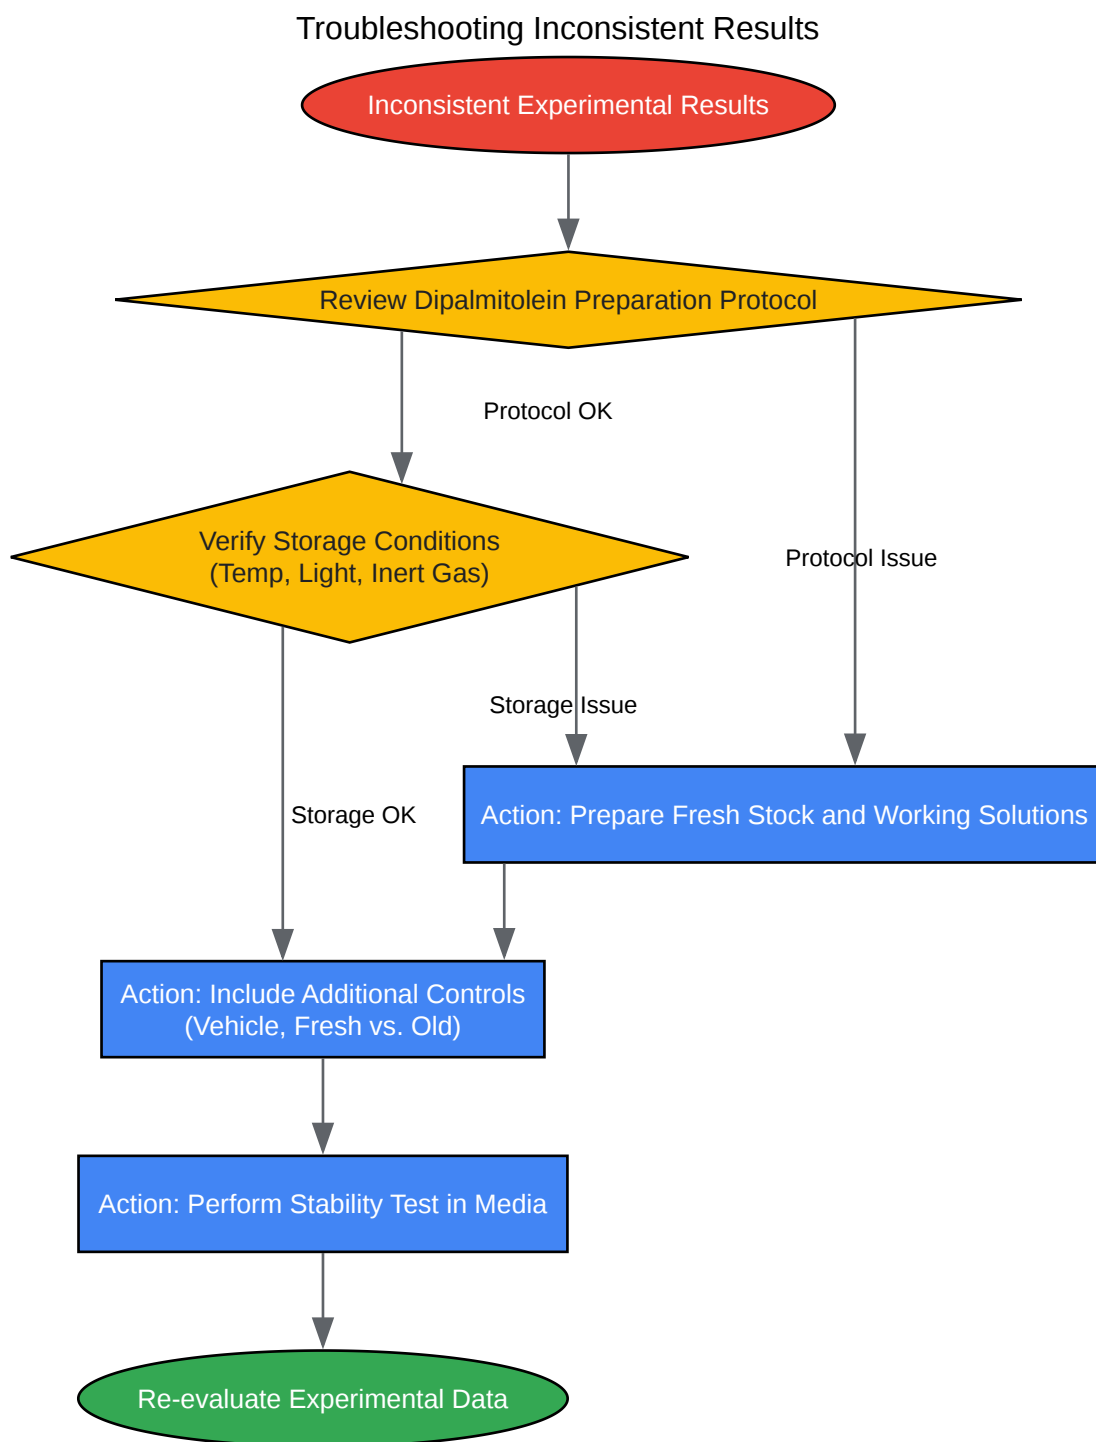 Troubleshooting Inconsistent Results
Inconsistent Experimental Results
Review Dipalmitolein Preparation Protocol
Protocol OK
Verify Storage Conditions
(Temp, Light, Inert Gas)
Protocol Issue
Storage Issue
Storage OK
Action: Prepare Fresh Stock and Working Solutions
Action: Include Additional Controls
(Vehicle, Fresh vs. Old)
Action: Perform Stability Test in Media
Re-evaluate Experimental Data